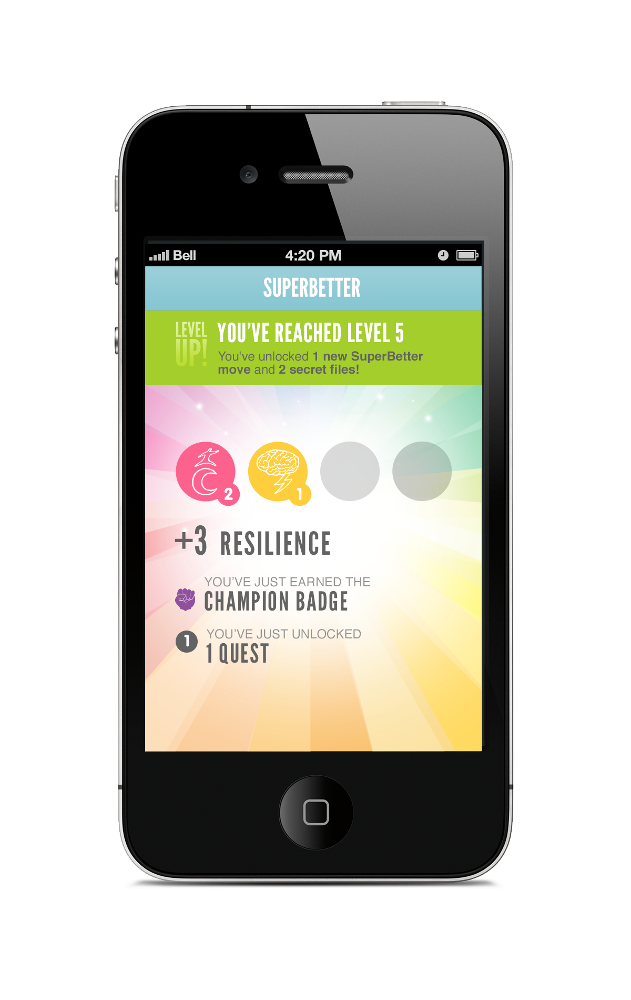 Bell 4:20 PM
SUPERBETTER
LEVEL
UP!
YOU'VE REACHED LEVEL 5
You've unlocked 1 new SuperBetter
move and 2 secret files!
2 1
+3 RESILIENCE
YOU'VE JUST EARNED THE
CHAMPION BADGE
1
YOU'VE JUST UNLOCKED
1 QUEST